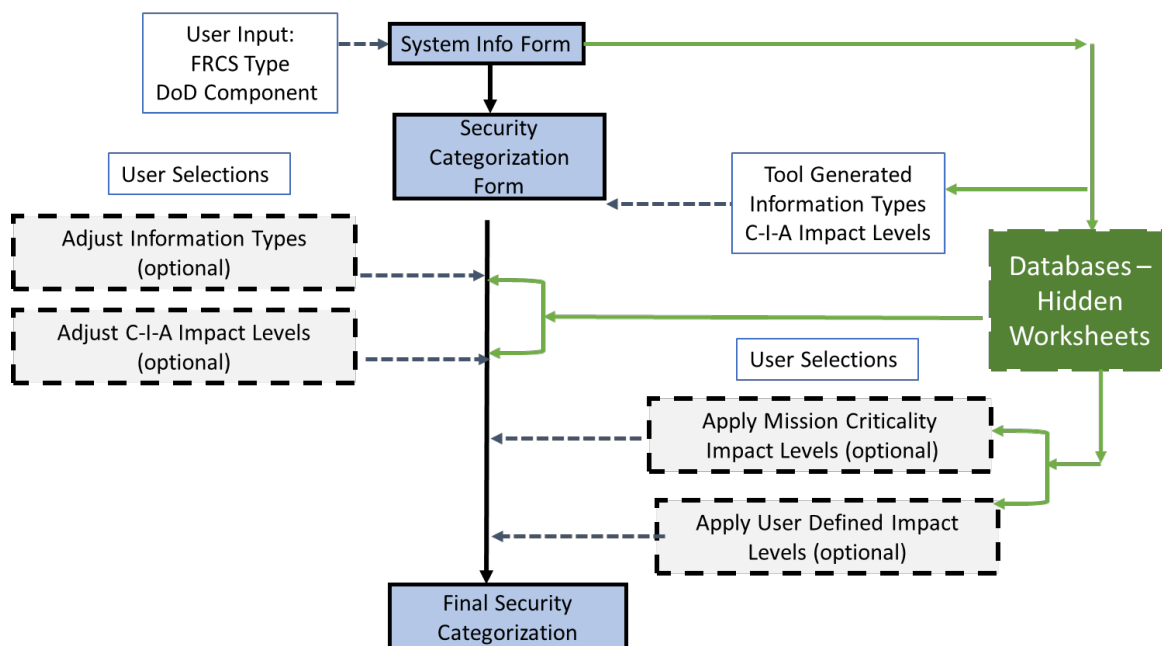 User Input:
FRCS Type
DoD Component
System Info Form
Security
Categorization
Form
User Selections
Tool Generated
Information Types
C-I-A Impact Levels
Adjust Information Types
(optional)
Databases –
Hidden
Worksheets
Adjust C-I-A Impact Levels
(optional)
User Selections
Apply Mission Criticality
Impact Levels (optional)
Apply User Defined Impact
Levels (optional)
Final Security
Categorization